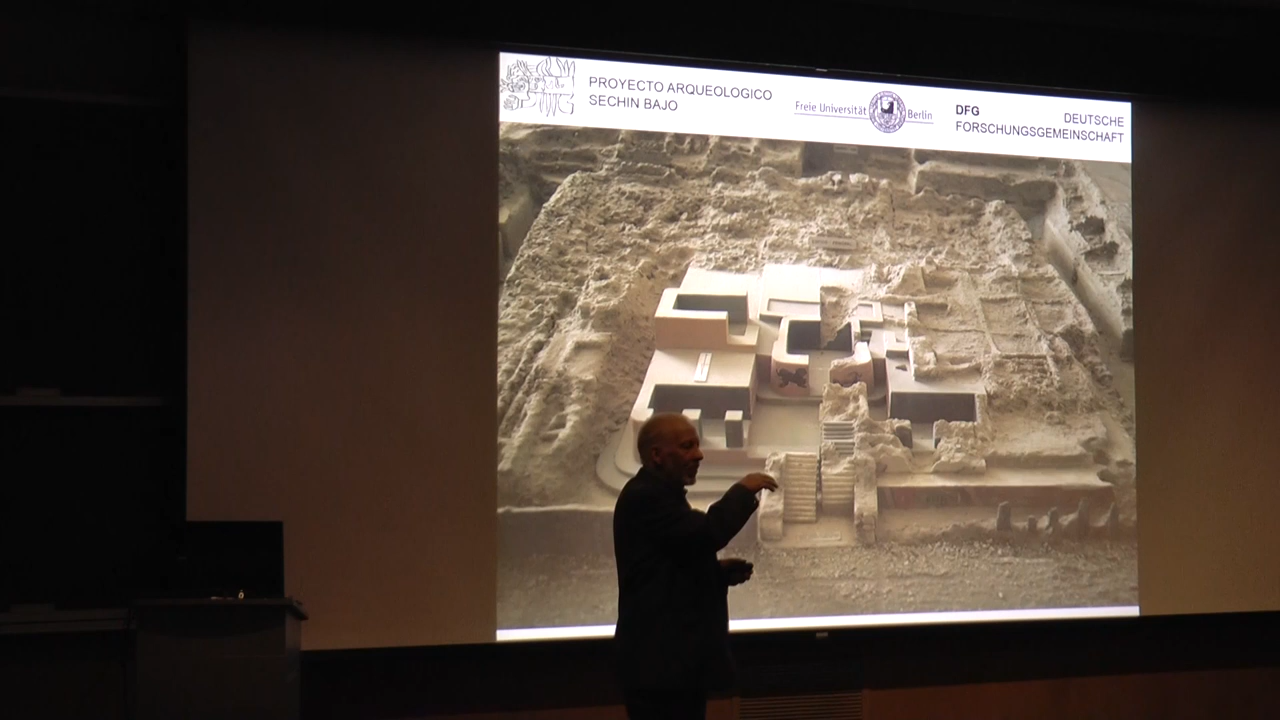 PROYECTO ARQUEOLOGICO
SECHIN BAJO
Freie Universität Berlin
DFG DEUTSCHE
FORSCHUNGSGEMEINSCHAFT